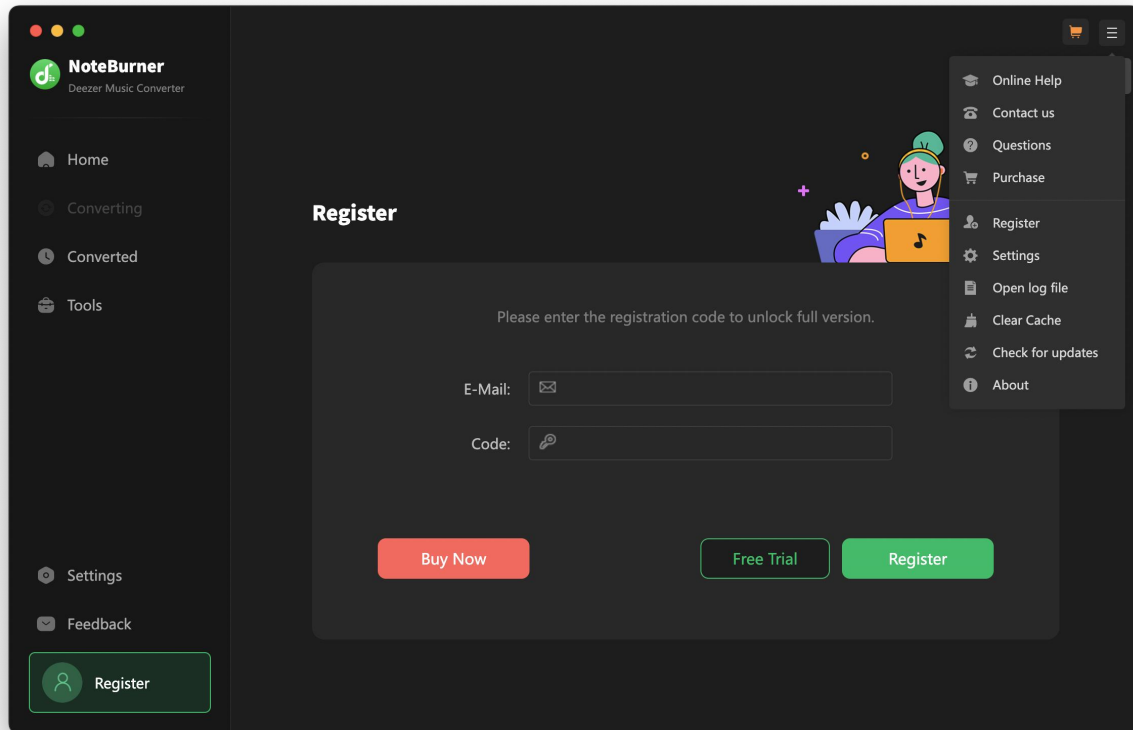 NoteBurner
Deezer Music Converter
Home
Converting
Converted
Tools
Settings
Feedback
Register
Register
Please enter the registration code to unlock full version.
E-Mail:
Code:
Buy Now
Free Trial
Register
Online Help
Contact us
Questions
Purchase
Register
Settings
Open log file
Clear Cache
Check for updates
About